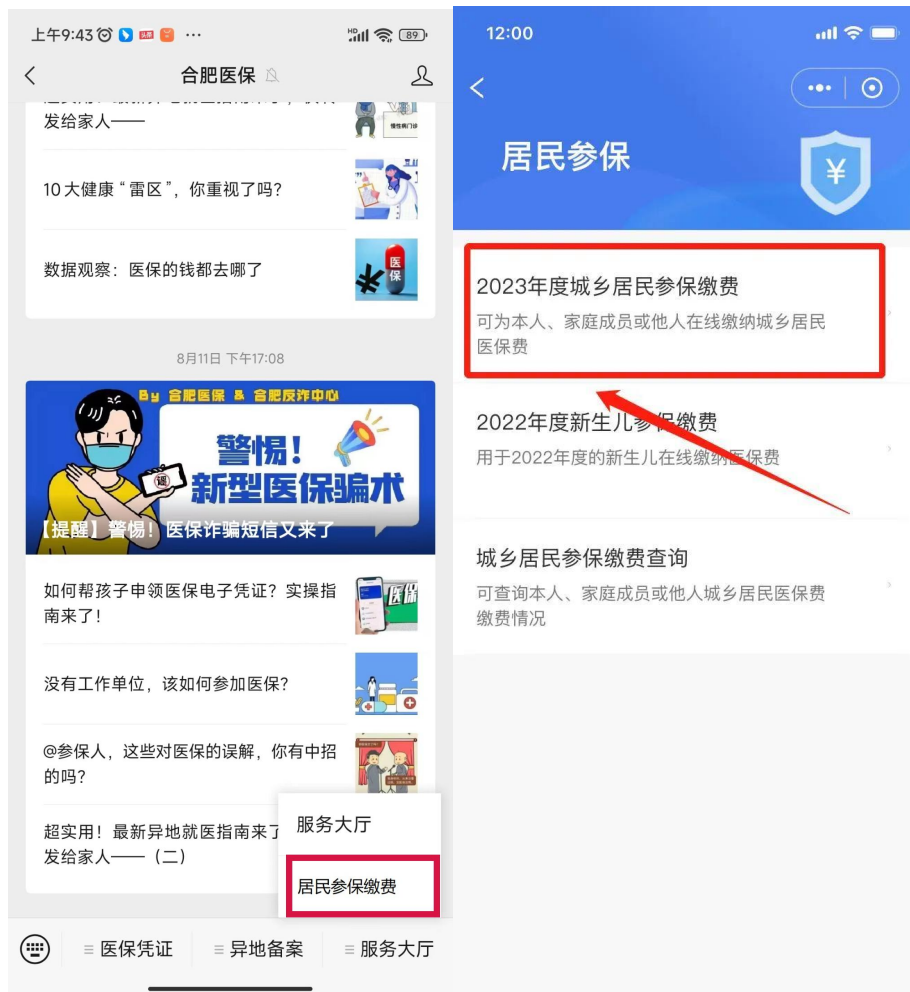 上午9:43
HD
89
合肥医保
发给家人——
慢性病门诊
10大健康“雷区”，你重视了吗？
数据观察：医保的钱都去哪了
医
保
8月11日 下午17:08
By 合肥医保 & 合肥反诈中心
警惕！
新型医保骗术
【提醒】警惕！医保诈骗短信又来了
如何帮孩子申领医保电子凭证？实操指
南来了！
医保
没有工作单位，该如何参加医保？
@参保人，这些对医保的误解，你有中招
的吗？
超实用！最新异地就医指南来了
发给家人——（二）
服务大厅
居民参保缴费
医保凭证
异地备案
服务大厅
12:00
居民参保
¥
2023年度城乡居民参保缴费
可为本人、家庭成员或他人在线缴纳城乡居民
医保费
2022年度新生儿参保缴费
用于2022年度的新生儿在线缴纳医保费
城乡居民参保缴费查询
可查询本人、家庭成员或他人城乡居民医保费
缴费情况